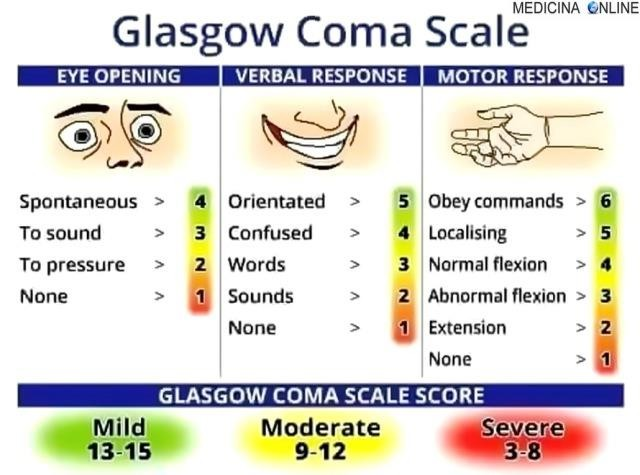 MEDICINA ONLINE
Glasgow Coma Scale
EYE OPENING
Spontaneous > 4
To sound > 3
To pressure > 2
None > 1
VERBAL RESPONSE
Orientated > 5
Confused > 4
Words > 3
Sounds > 2
None > 1
MOTOR RESPONSE
Obey commands > 6
Localising > 5
Normal flexion > 4
Abnormal flexion > 3
Extension > 2
None > 1
GLASGOW COMA SCALE SCORE
Mild
13-15
Moderate
9-12
Severe
3-8